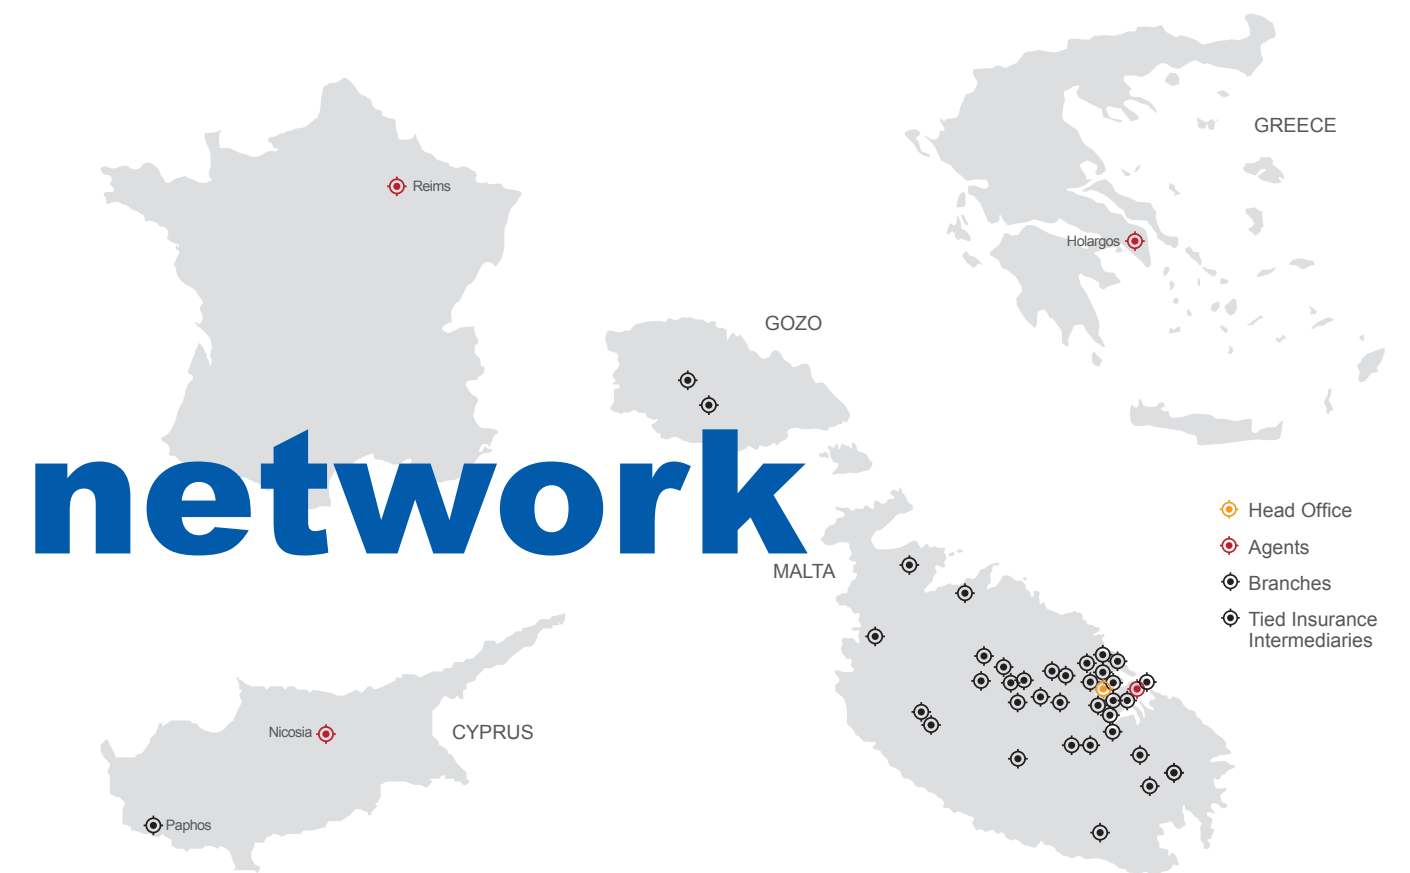 GREECE
Reims
Holargos
GOZO
network
Head Office
Agents
MALTA
Branches
Tied Insurance
Intermediaries
Nicosia
CYPRUS
Paphos